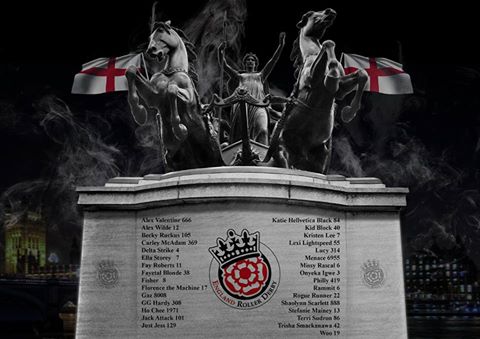 Alex Valentine 666
Alex Wilde 12
Becky Ruckus 105
Carley McAdam 369
Delta Strike 4
Ella Storey 7
Fay Roberts 11
Fayetal Blonde 38
Fisher 8
Florence the Machine 17
Gaz 8008
GG Hardy 308
Ho Chee 1971
Jack Attack 101
Just Jess 129
Katie Hellvetica Black 84
Kid Block 40
Kristen Lee 7
Lexi Lightspeed 55
Lucy 314
Menace 6955
Missy Rascal 6
Onyeka Igwe 3
Philly 419
Rammit 6
Rogue Runner 22
Shaolynn Scarlet 888
Stefanie Mainey 13
Terri Sudron 86
Trisha Smackanawa 42
Woo 19
England Roller Derby